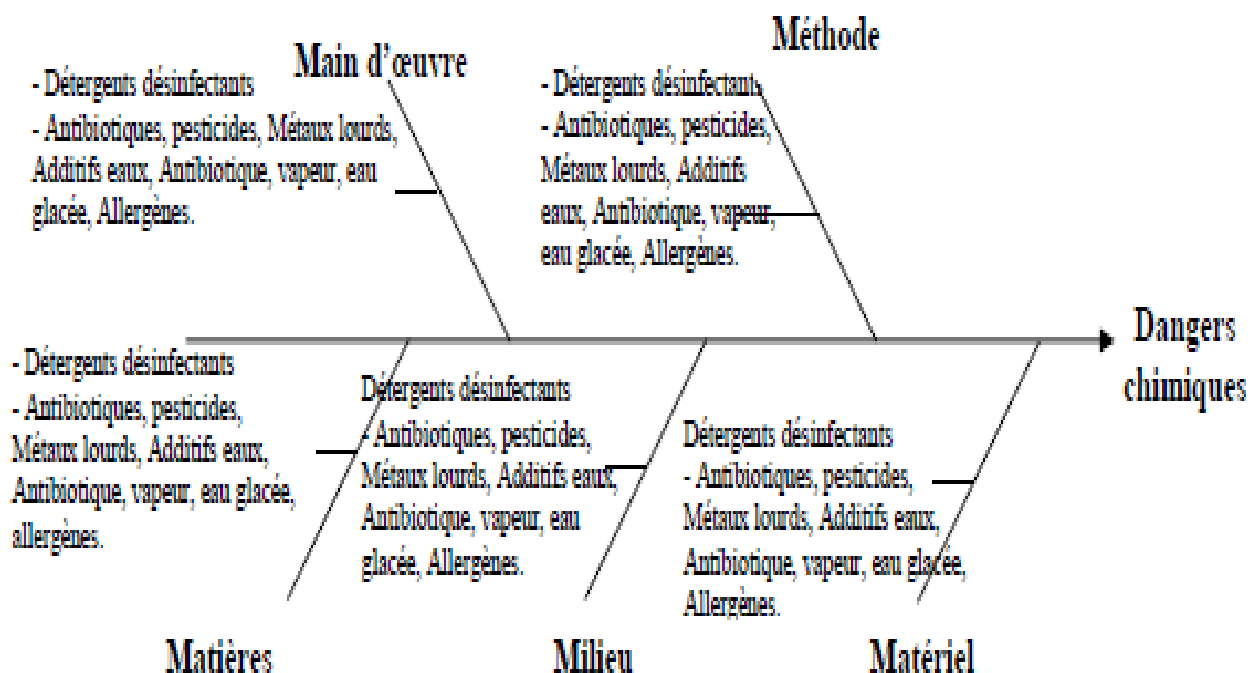 Main d'œuvre
- Détergents désinfectants
- Antibiotiques, pesticides, Métaux lourds,
Additifs eaux, Antibiotique, vapeur, eau
glacée, Allergènes.
Méthode
- Détergents désinfectants
- Antibiotiques, pesticides,
Métaux lourds, Additifs
eaux, Antibiotique, vapeur,
eau glacée, Allergènes.
Dangers
chimiques
- Détergents désinfectants
- Antibiotiques, pesticides,
Métaux lourds, Additifs eaux,
Antibiotique, vapeur, eau glacée,
allergènes.
Matières
Détergents désinfectants
- Antibiotiques, pesticides,
Métaux lourds, Additifs eaux,
Antibiotique, vapeur, eau
glacée, Allergènes.
Milieu
Détergents désinfectants
- Antibiotiques, pesticides,
Métaux lourds, Additifs eaux,
Antibiotique, vapeur, eau glacée,
Allergènes.
Matériel